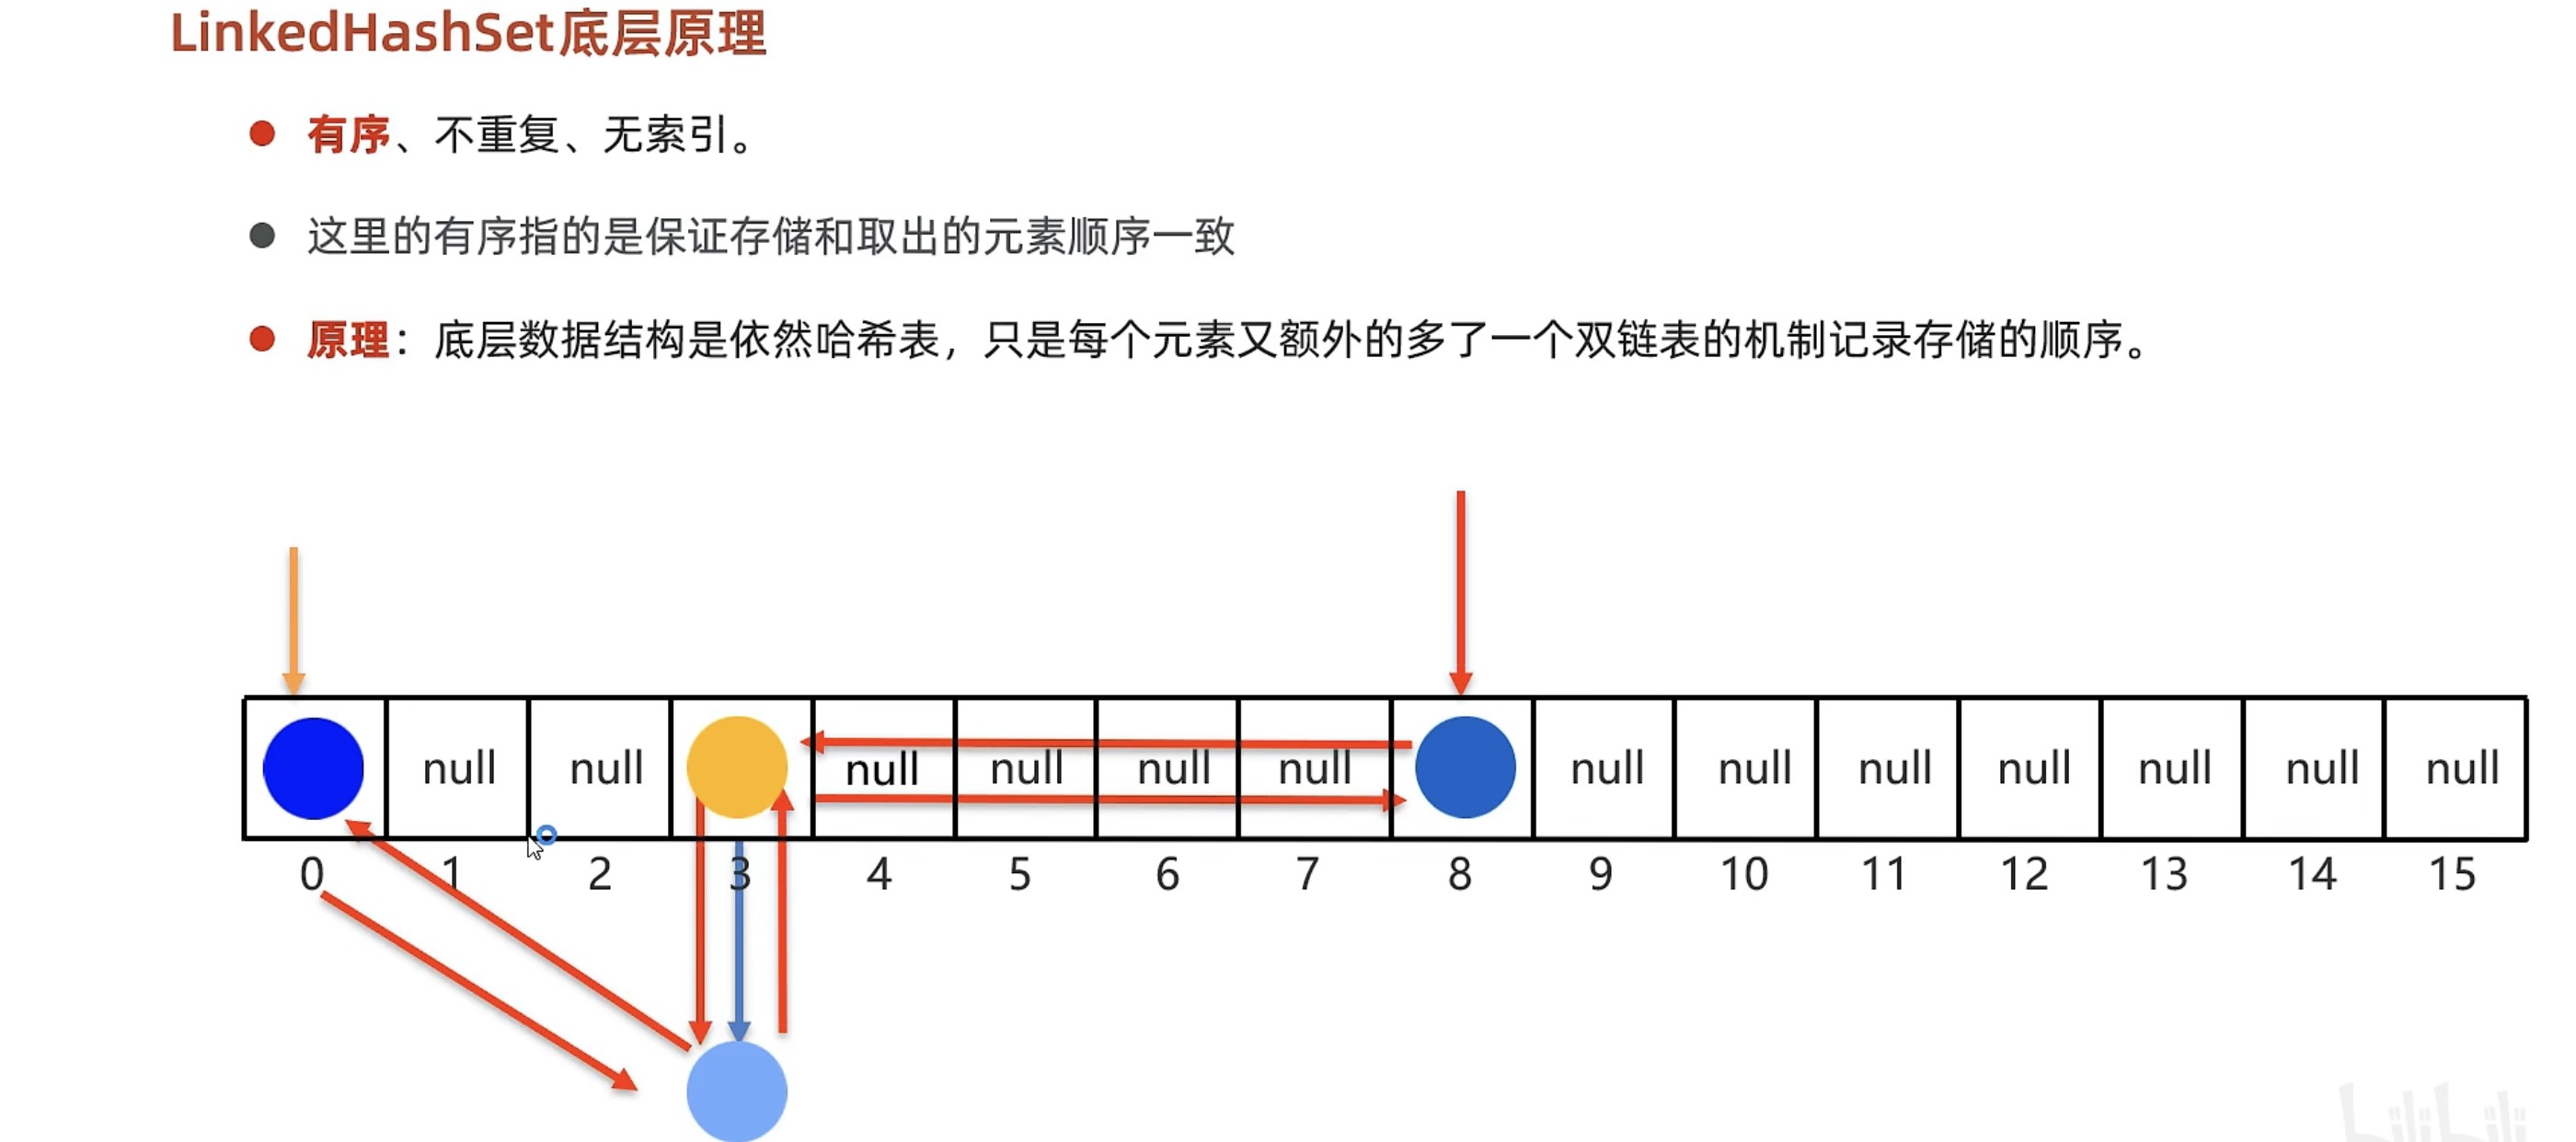 LinkedHashSet底层原理
有序、不重复、无索引。
这里的有序指的是保证存储和取出的元素顺序一致
原理：底层数据结构是依然哈希表，只是每个元素又额外的多了一个双链表的机制记录存储的顺序。
null null null null null null null null null null null null null
0 1 2 3 4 5 6 7 8 9 10 11 12 13 14 15